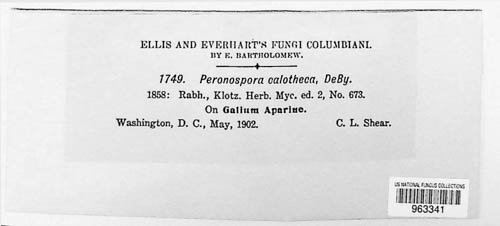 ELLIS AND EVERHART'S FUNGI COLUMBIANI.
BY E. BARTHOLOMEW.
1749. Peronospora calotheca, DeBy.
1858: Rabh., Klotz. Herb. Myc. ed. 2, No. 673.
On Galium Aparine.
Washington, D. C., May, 1902. C. L. Shear.
US NATIONAL FUNGUS COLLECTIONS
963341